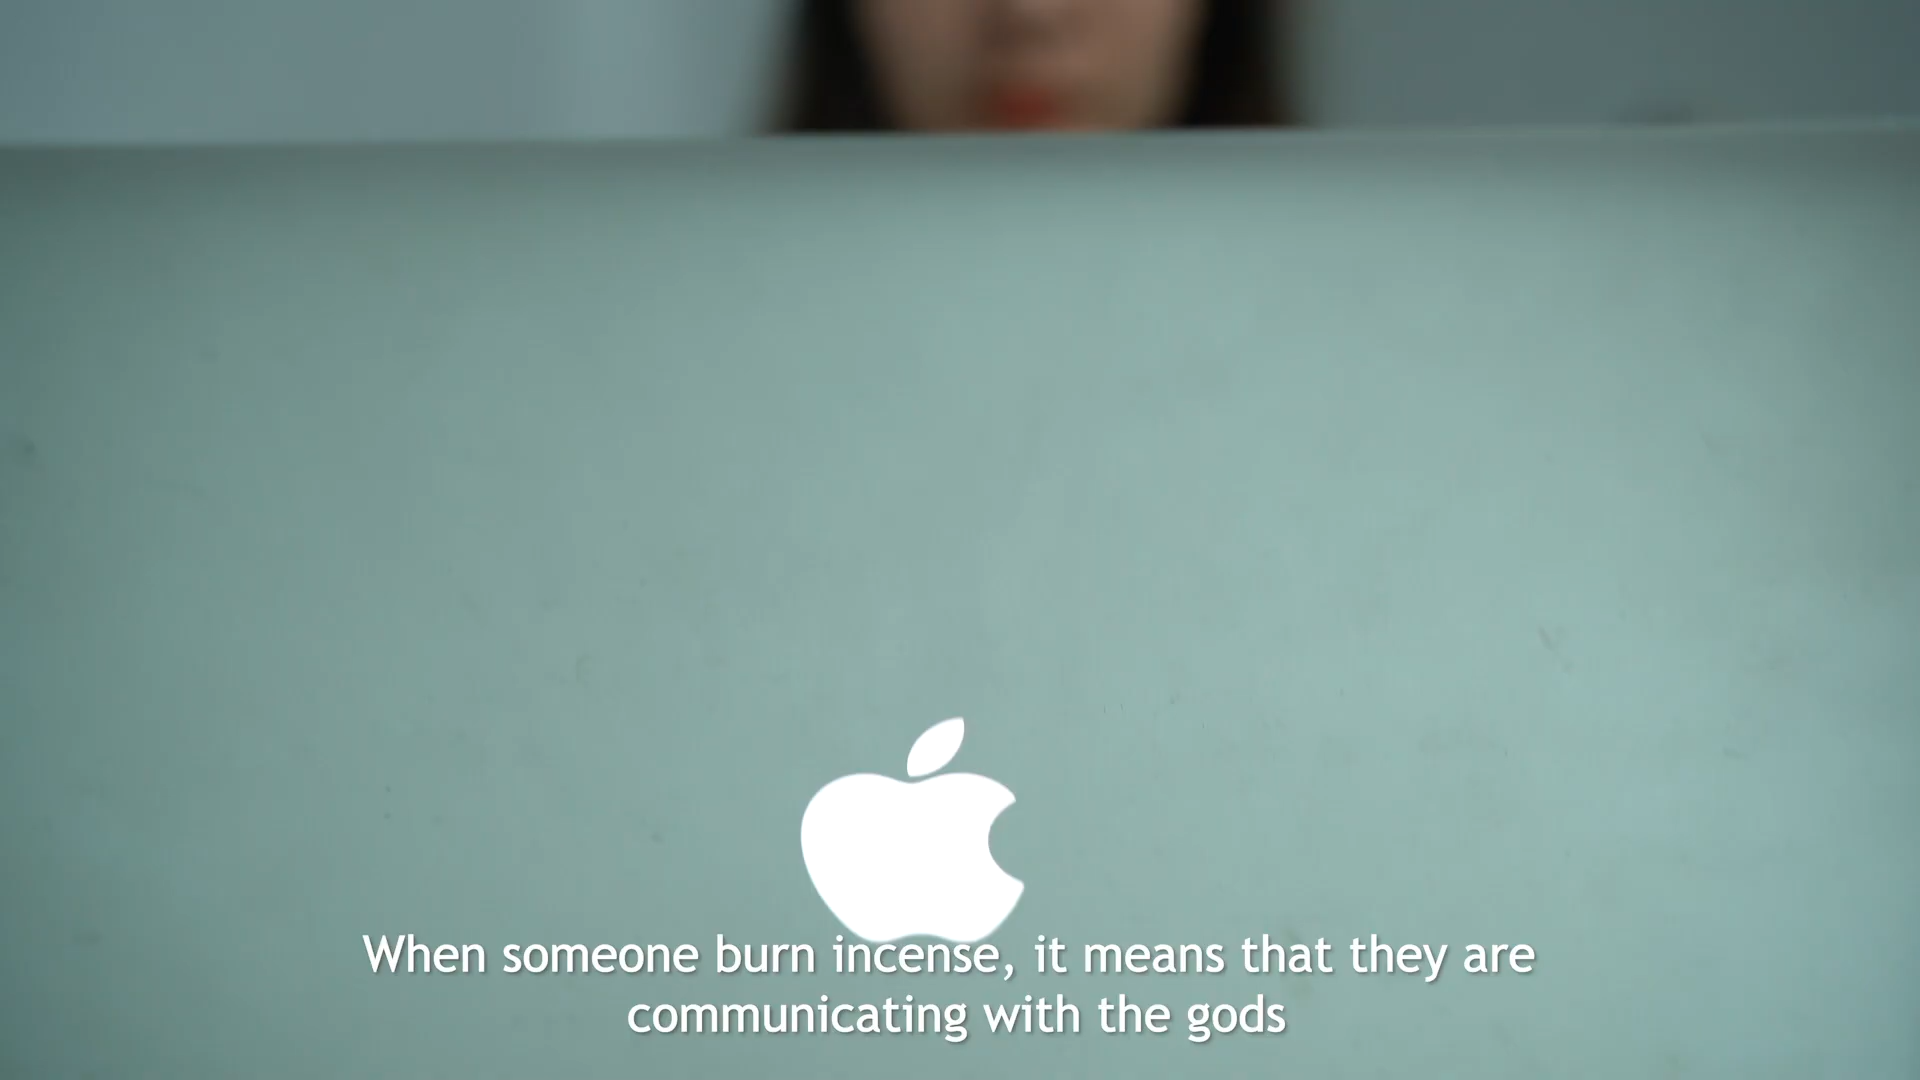 When someone burn incense, it means that they are
communicating with the gods